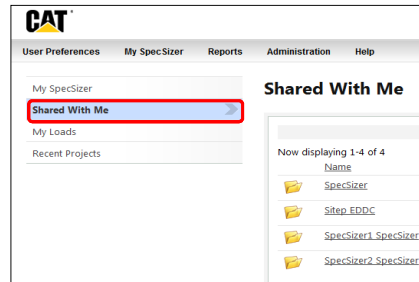 CAT
User Preferences My SpecSizer Reports Administration Help
My SpecSizer
Shared With Me
My Loads
Recent Projects
Shared With Me
Now displaying 1-4 of 4
Name
SpecSizer
Sitep EDDC
SpecSizer1 SpecSizer
SpecSizer2 SpecSizer